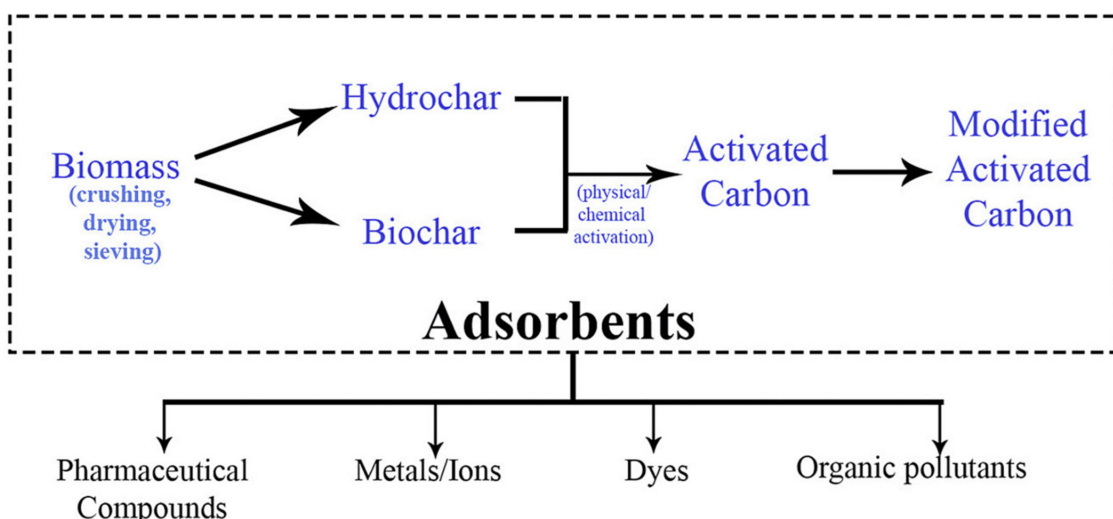 Hydrochar
Biomass
(crushing,
drying,
sieving)
Biochar
(physical/
chemical
activation)
Activated
Carbon
Modified
Activated
Carbon
Adsorbents
Pharmaceutical
Compounds
Metals/Ions
Dyes
Organic pollutants